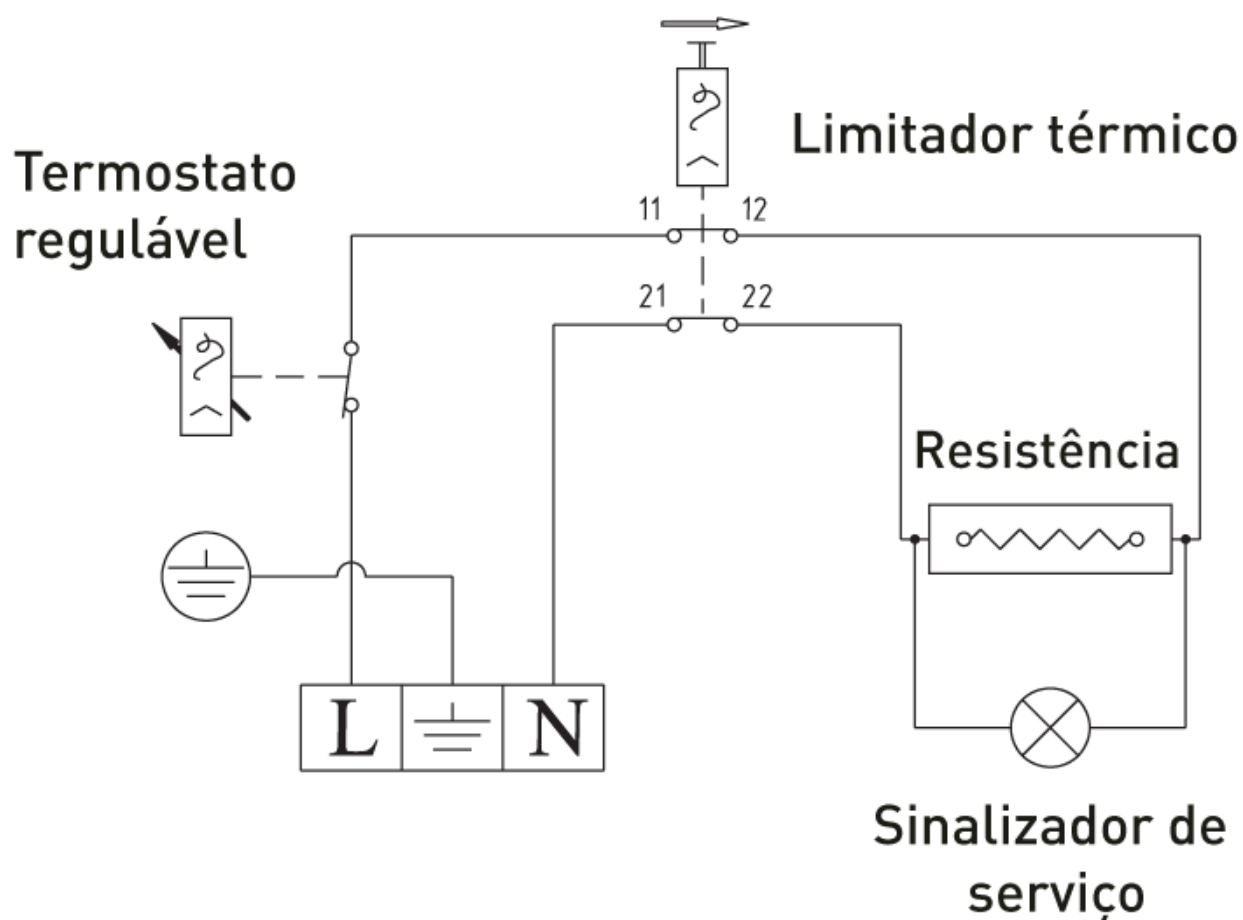 Limitador térmico
Termostato
regulável
11 12
21 22
Resistência
L N
Sinalizador de
serviço